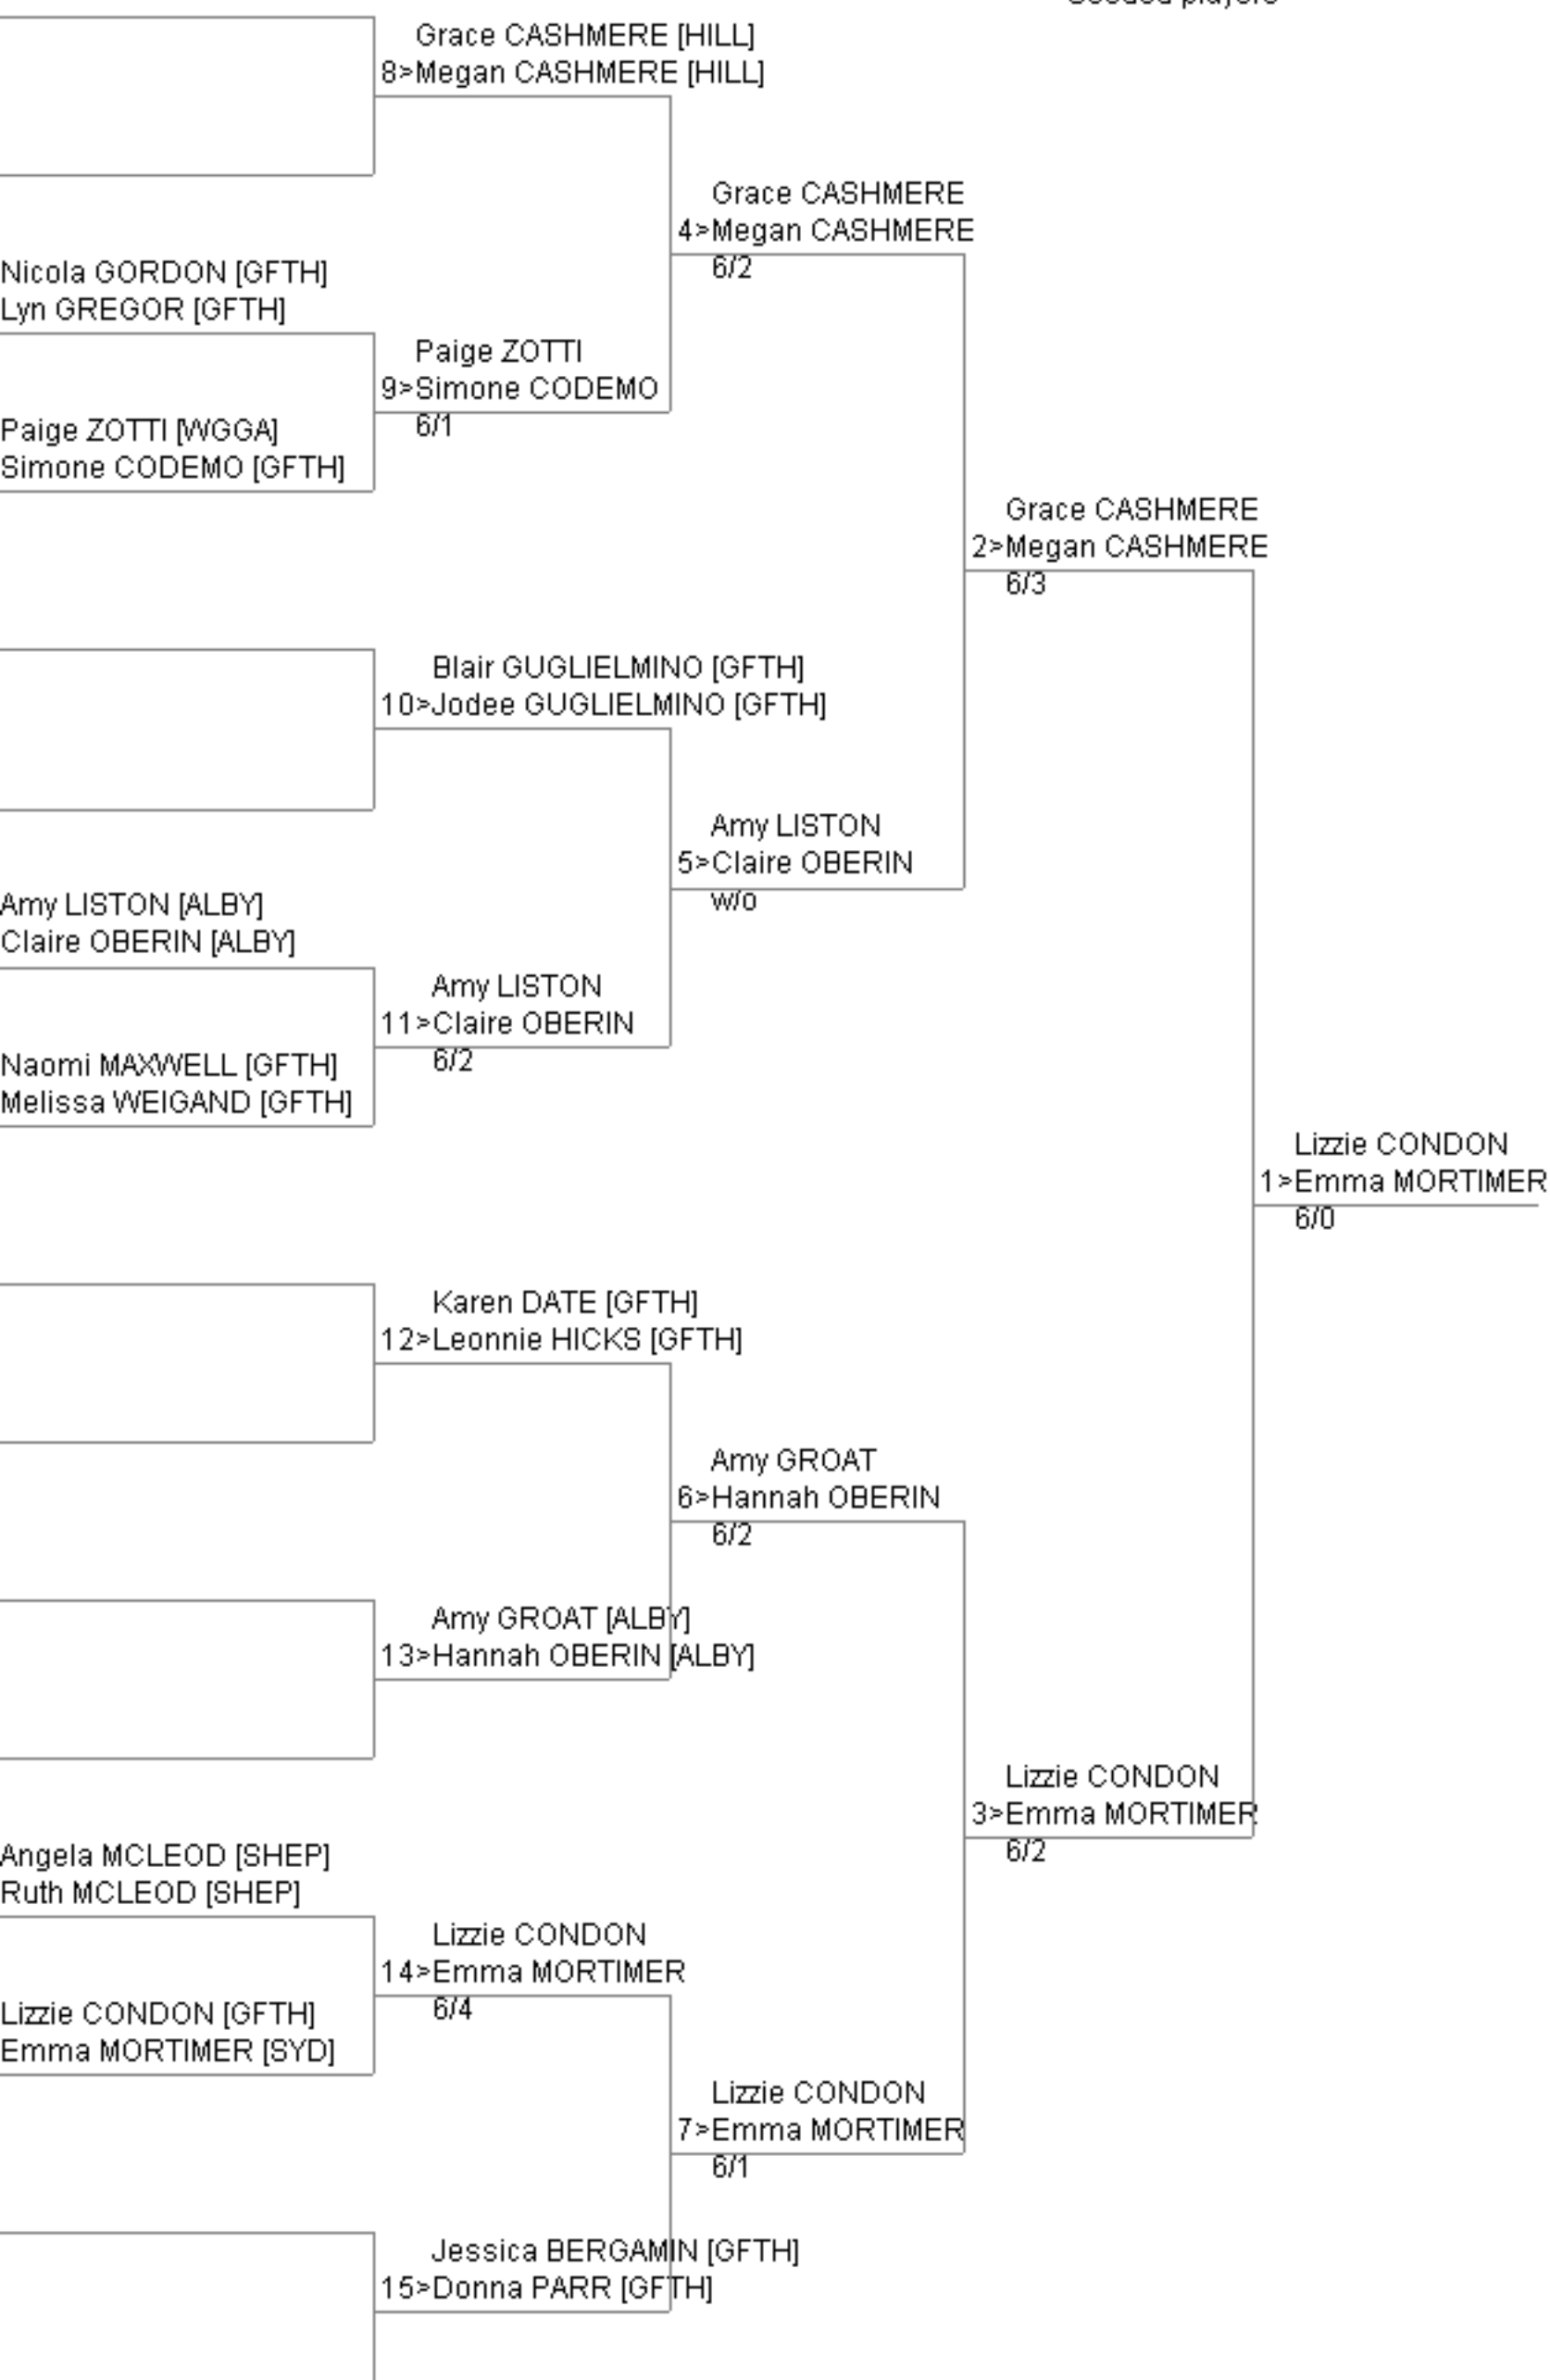 Grace CASHMERE [HILL]
8>Megan CASHMERE [HILL]
Grace CASHMERE
4>Megan CASHMERE
6/2
Nicola GORDON [GFTH]
Lyn GREGOR [GFTH]
Paige ZOTTI
9>Simone CODEMO
6/1
Paige ZOTTI [WGGA]
Simone CODEMO [GFTH]
Grace CASHMERE
2>Megan CASHMERE
6/3
Blair GUGLIELMINO [GFTH]
10>Jodee GUGLIELMINO [GFTH]
Amy LISTON
5>Claire OBERIN
w/o
Amy LISTON [ALBY]
Claire OBERIN [ALBY]
Amy LISTON
11>Claire OBERIN
6/2
Naomi MAXWELL [GFTH]
Melissa WEIGAND [GFTH]
Lizzie CONDON
1>Emma MORTIMER
6/0
Karen DATE [GFTH]
12>Leonnie HICKS [GFTH]
Amy GROAT
6>Hannah OBERIN
6/2
Amy GROAT [ALBY]
13>Hannah OBERIN [ALBY]
Lizzie CONDON
3>Emma MORTIMER
6/2
Angela MCLEOD [SHEP]
Ruth MCLEOD [SHEP]
Lizzie CONDON
14>Emma MORTIMER
6/4
Lizzie CONDON [GFTH]
Emma MORTIMER [SYD]
Lizzie CONDON
7>Emma MORTIMER
6/1
Jessica BERGAMIN [GFTH]
15>Donna PARR [GFTH]